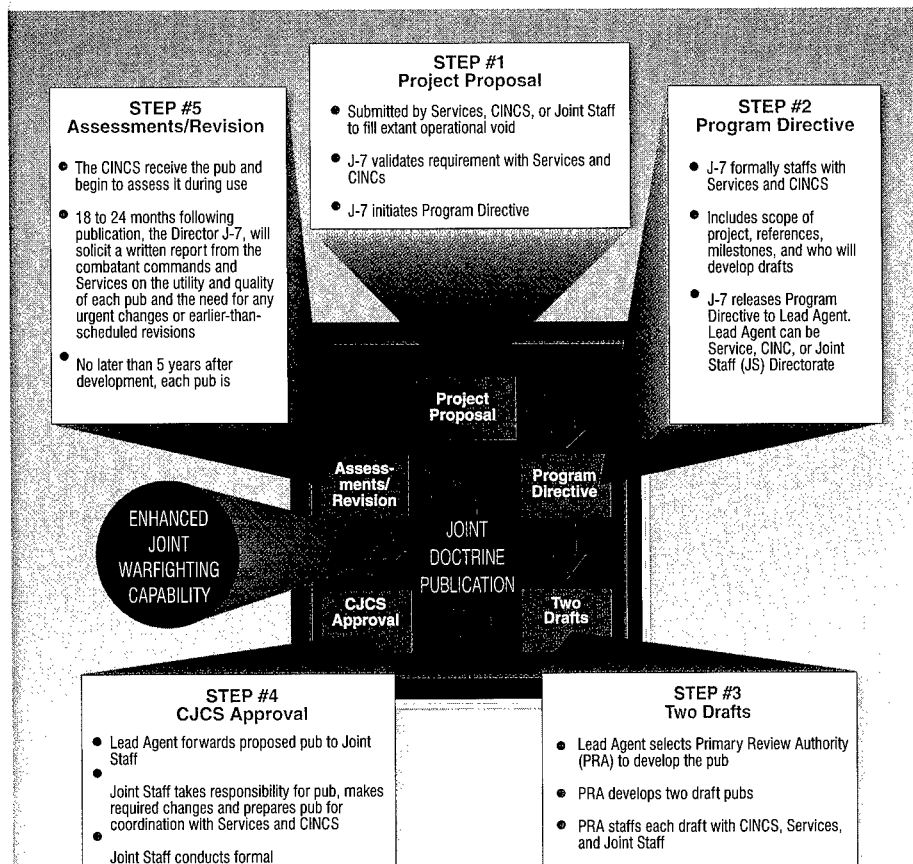 STEP #1
Project Proposal
● Submitted by Services, CINCS, or Joint Staff
to fill extant operational void
● J-7 validates requirement with Services and
CINCs
● J-7 initiates Program Directive
STEP #5
Assessments/Revision
● The CINCS receive the pub and
begin to assess it during use
● 18 to 24 months following
publication, the Director J-7, will
solicit a written report from the
combatant commands and
Services on the utility and quality
of each pub and the need for any
urgent changes or earlier-than-
scheduled revisions
● No later than 5 years after
development, each pub is
STEP #2
Program Directive
● J-7 formally staffs with
Services and CINCS
● Includes scope of
project, references,
milestones, and who will
develop drafts
● J-7 releases Program
Directive to Lead Agent.
Lead Agent can be
Service, CINC, or Joint
Staff (JS) Directorate
Project
Proposal
Assess-
ments/
Revision
Program
Directive
ENHANCED
JOINT
WARFIGHTING
CAPABILITY
JOINT
DOCTRINE
PUBLICATION
CJCS
Approval
Two
Drafts
STEP #4
CJCS Approval
● Lead Agent forwards proposed pub to Joint
Staff
●
Joint Staff takes responsibility for pub, makes
required changes and prepares pub for
coordination with Services and CINCS
●
Joint Staff conducts formal
STEP #3
Two Drafts
● Lead Agent selects Primary Review Authority
(PRA) to develop the pub
● PRA develops two draft pubs
● PRA staffs each draft with CINCS, Services,
and Joint Staff